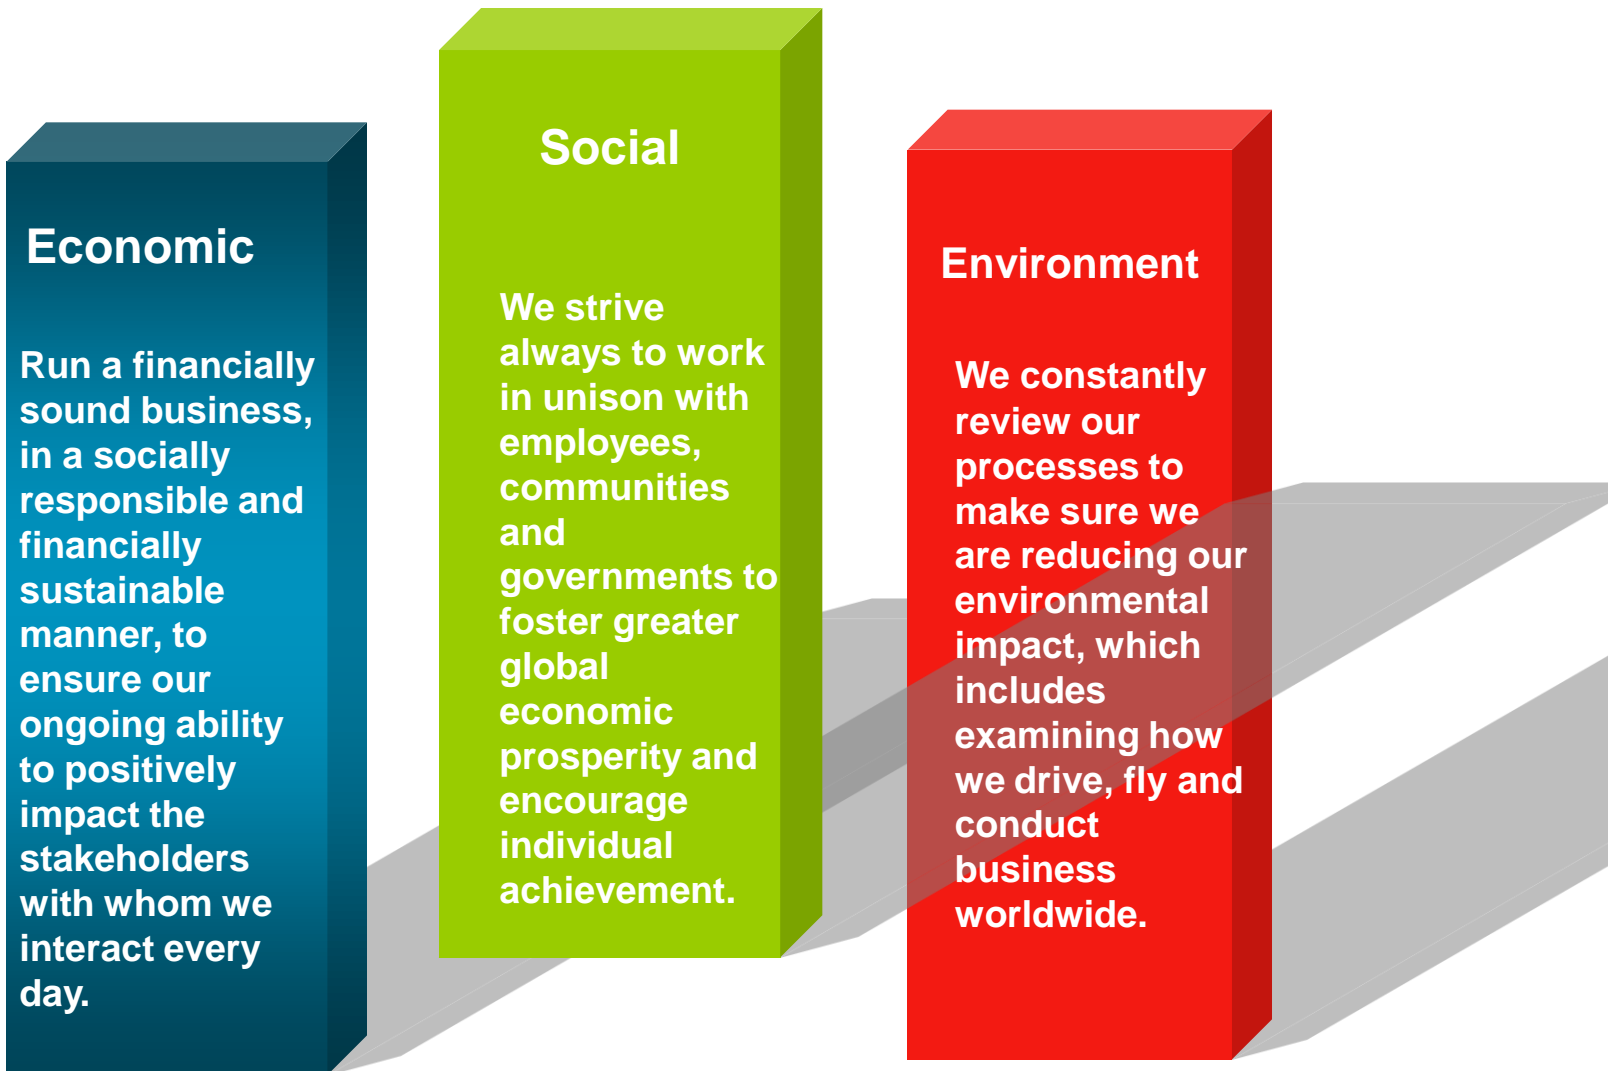 Economic
Run a financially
sound business,
in a socially
responsible and
financially
sustainable
manner, to
ensure our
ongoing ability
to positively
impact the
stakeholders
with whom we
interact every
day.
Social
We strive
always to work
in unison with
employees,
communities
and
governments to
foster greater
global
economic
prosperity and
encourage
individual
achievement.
Environment
We constantly
review our
processes to
make sure we
are reducing our
environmental
impact, which
includes
examining how
we drive, fly and
conduct
business
worldwide.